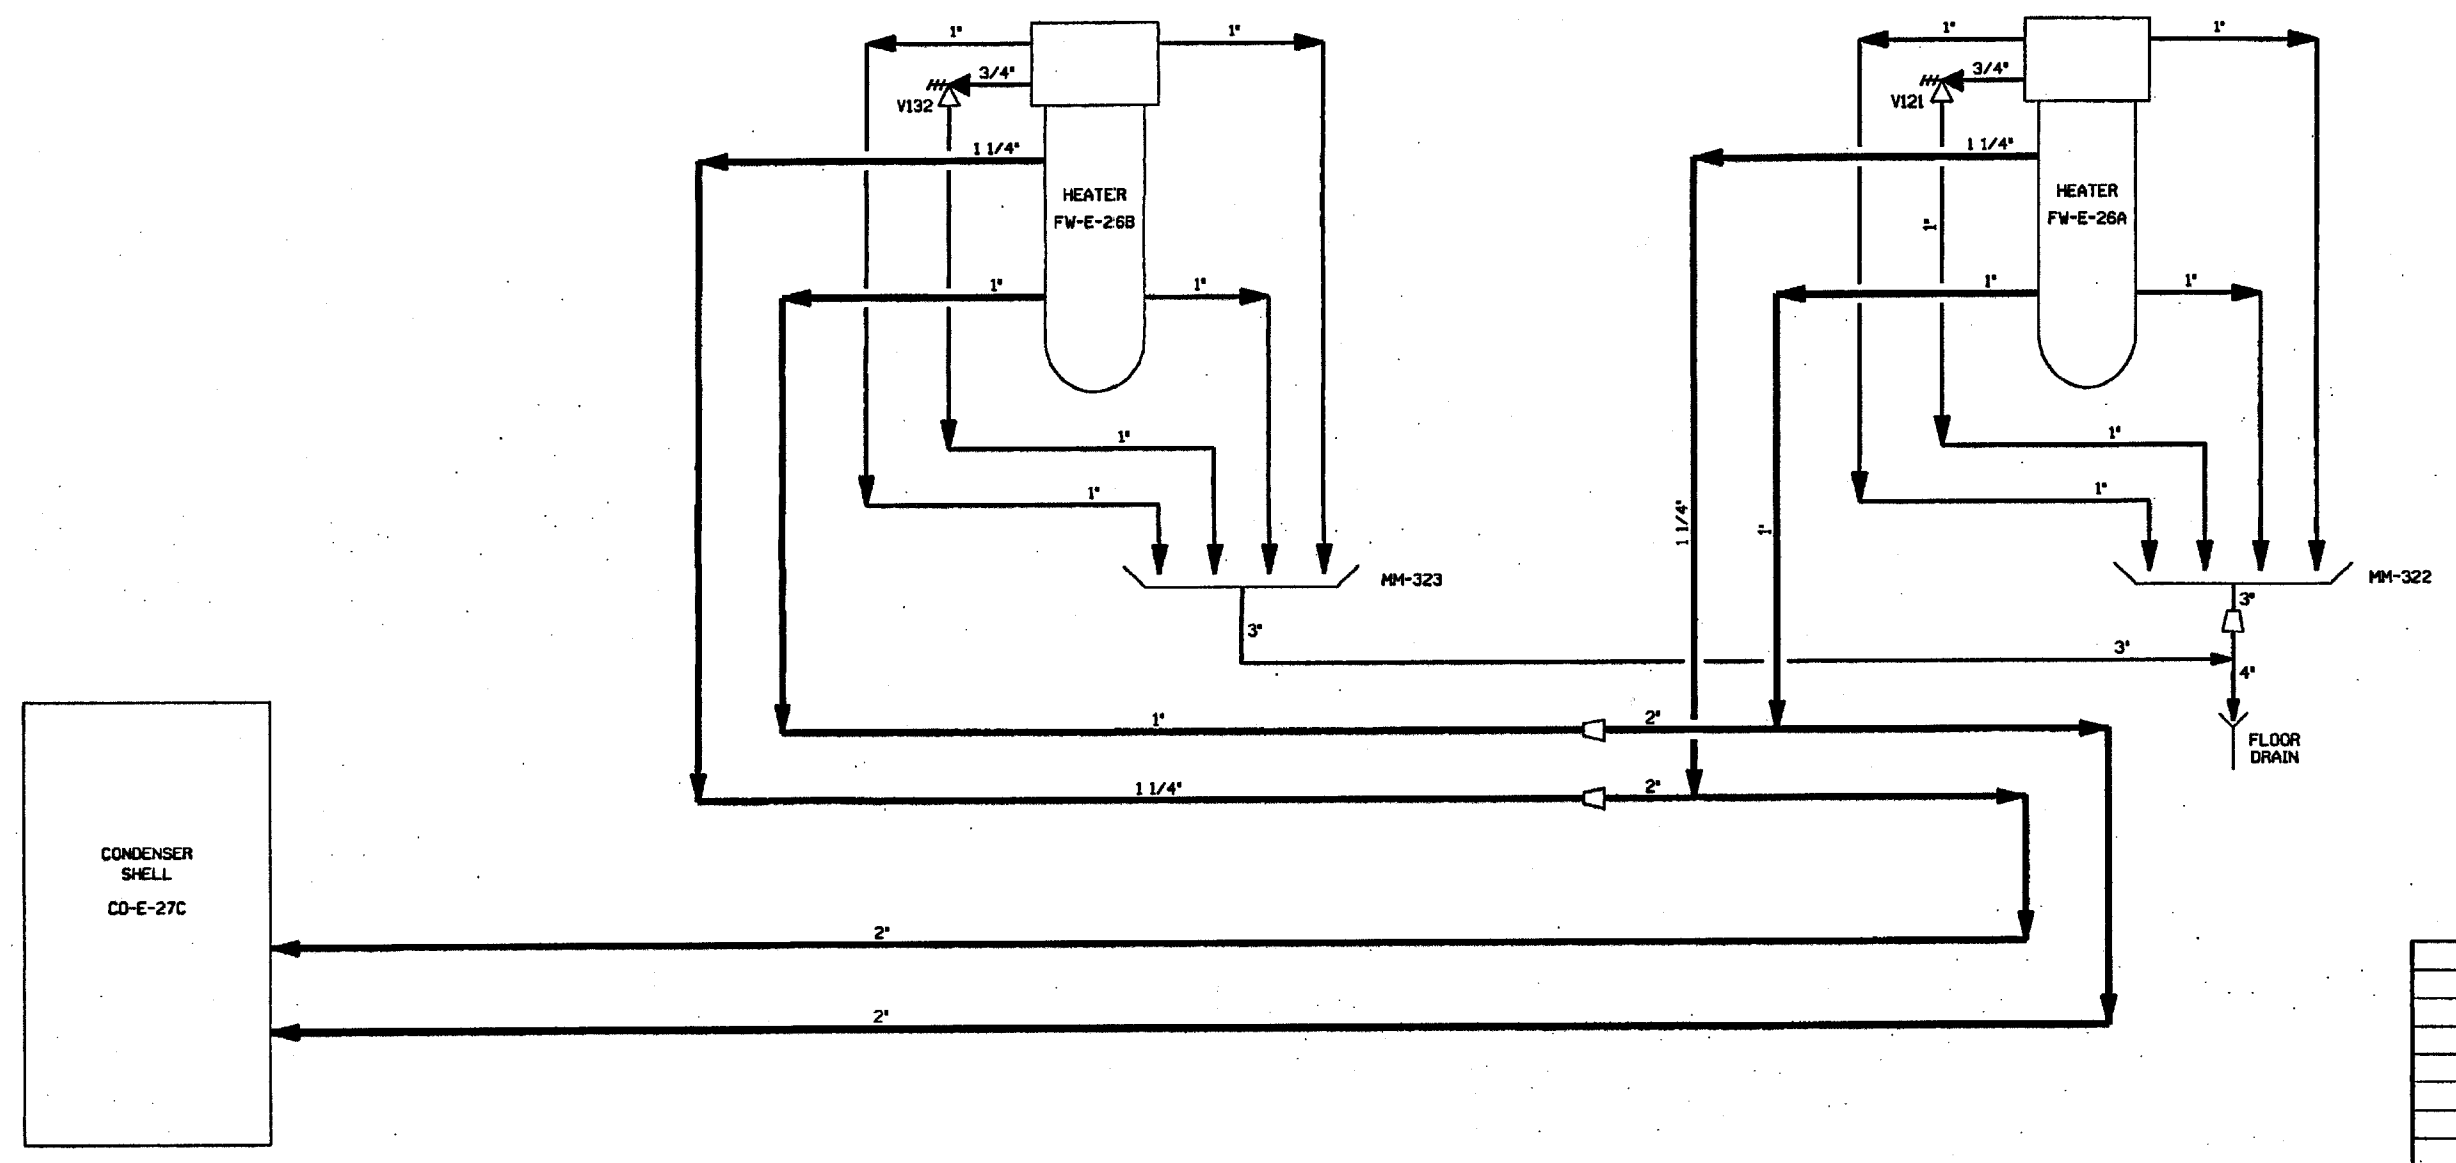 1"
1"
1"
1"
3/4"
3/4"
V132
V121
1 1/4"
1 1/4"
HEATER
FW-E-26B
HEATER
FW-E-26A
1"
1"
1"
1"
1"
1"
1"
1"
1"
1 1/4"
1"
MM-323
MM-322
3"
3"
3"
4"
1"
2"
FLOOR
DRAIN
1 1/4"
2"
CONDENSER
SHELL
CO-E-27C
2"
2"